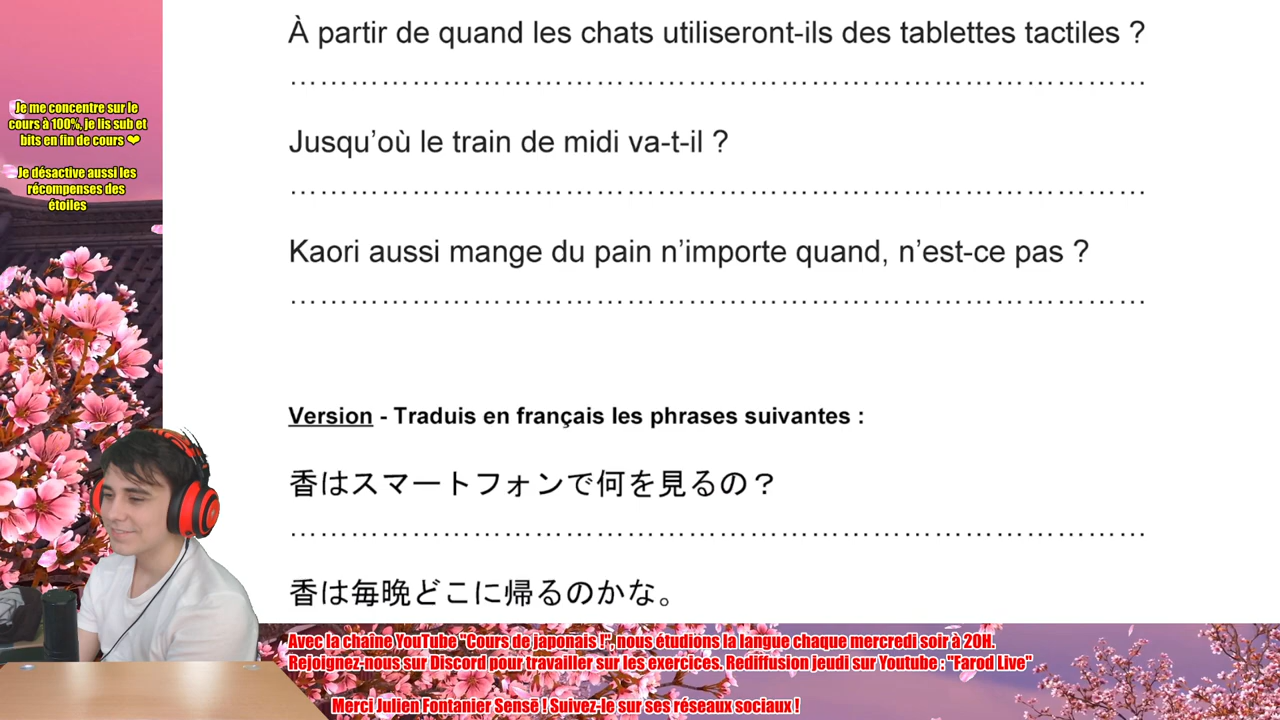 À partir de quand les chats utiliseront-ils des tablettes tactiles ?
……………………………………………………………………………
Jusqu’où le train de midi va-t-il ?
……………………………………………………………………………
Kaori aussi mange du pain n’importe quand, n’est-ce pas ?
……………………………………………………………………………
Version - Traduis en français les phrases suivantes :
香はスマートフォンで何を見るの？
……………………………………………………………………………
香は毎晩どこに帰るのかな。
Je me concentre sur le
cours à 100%, je lis sub et
bits en fin de cours ❤
Je désactive aussi les
récompenses des
étoiles
Avec la chaîne YouTube "Cours de japonais !", nous étudions la langue chaque mercredi soir à 20H.
Rejoignez-nous sur Discord pour travailler sur les exercices. Rediffusion jeudi sur Youtube : "Farod Live"
Merci Julien Fontanier Sensē ! Suivez-le sur ses réseaux sociaux !